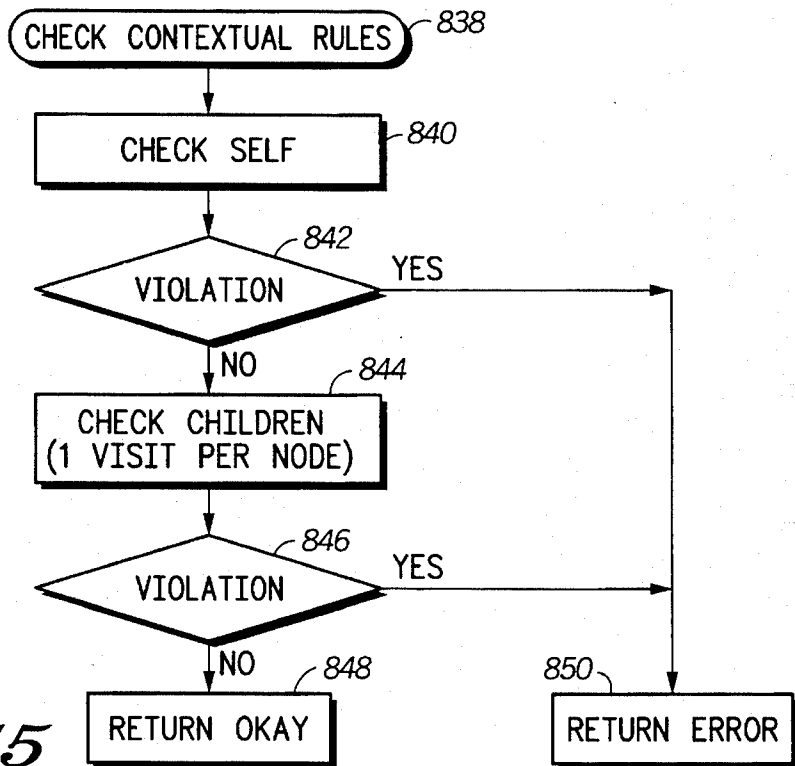 CHECK CONTEXTUAL RULES
838
CHECK SELF
840
842
VIOLATION
YES
NO
844
CHECK CHILDREN
(1 VISIT PER NODE)
846
VIOLATION
YES
NO
848
RETURN OKAY
850
RETURN ERROR